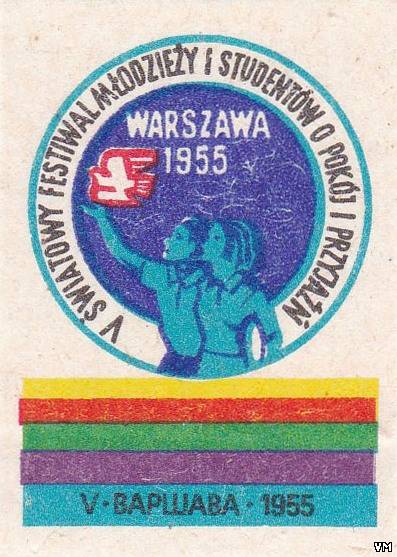 V ŚWIATOWY FESTIWAL MŁODZIEŻY I STUDENTÓW O POKÓJ I PRZYJAŹŃ
WARSZAWA
1955
V·ВАРШАВА·1955
VM